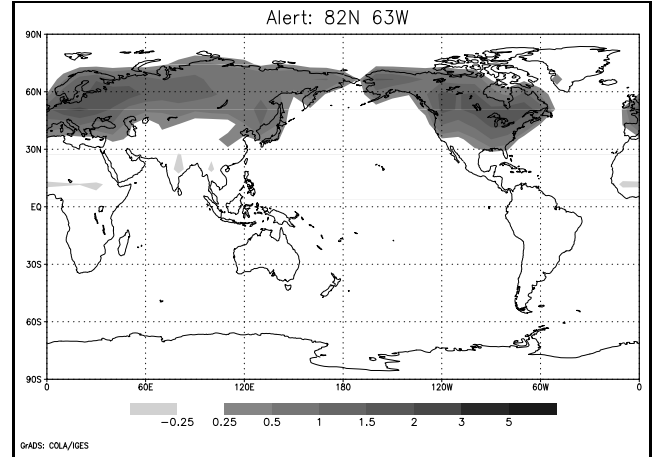 Alert: 82N 63W
90N
60N
30N
EQ
30S
60S
90S
0 60E 120E 180 120W 60W 0
-0.25 0.25 0.5 1 1.5 2 3 5
GrADS: COLA/IGES